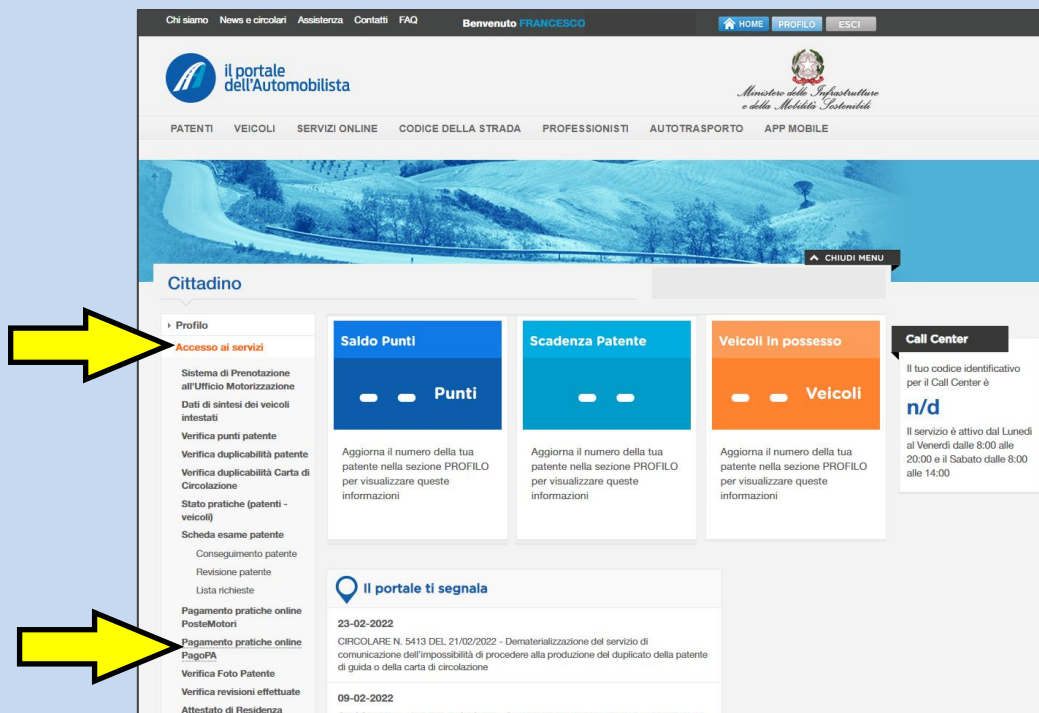 Chi siamo News e circolari Assistenza Contatti FAQ Benvenuto FRANCESCO HOME PROFILO ESCI
il portale
dell'Automobilista
Ministero delle Infrastrutture
e della Mobilità Sostenibili
PATENTI VEICOLI SERVIZI ONLINE CODICE DELLA STRADA PROFESSIONISTI AUTOTRASPORTO APP MOBILE
CHIUDI MENU
Cittadino
Profilo
Accesso ai servizi
Sistema di Prenotazione
all'Ufficio Motorizzazione
Dati di sintesi dei veicoli
intestati
Verifica punti patente
Verifica duplicabilità patente
Verifica duplicabilità Carta di
Circolazione
Stato pratiche (patenti -
veicoli)
Scheda esame patente
Conseguimento patente
Revisione patente
Lista richieste
Pagamento pratiche online
PosteMotori
Pagamento pratiche online
PagoPA
Verifica Foto Patente
Verifica revisioni effettuate
Attestato di Residenza
Saldo Punti
-- Punti
Aggiorna il numero della tua
patente nella sezione PROFILO
per visualizzare queste
informazioni
Scadenza Patente
--
Aggiorna il numero della tua
patente nella sezione PROFILO
per visualizzare queste
informazioni
Veicoli in possesso
-- Veicoli
Aggiorna il numero della tua
patente nella sezione PROFILO
per visualizzare queste
informazioni
Call Center
Il tuo codice identificativo
per il Call Center è
n/d
Il servizio è attivo dal Lunedì
al Venerdì dalle 8:00 alle
20:00 e il Sabato dalle 8:00
alle 14:00
Il portale ti segnala
23-02-2022
CIRCOLARE N. 5413 DEL 21/02/2022 - Dematerializzazione del servizio di
comunicazione dell'impossibilità di procedere alla produzione del duplicato della patente
di guida o della carta di circolazione
09-02-2022